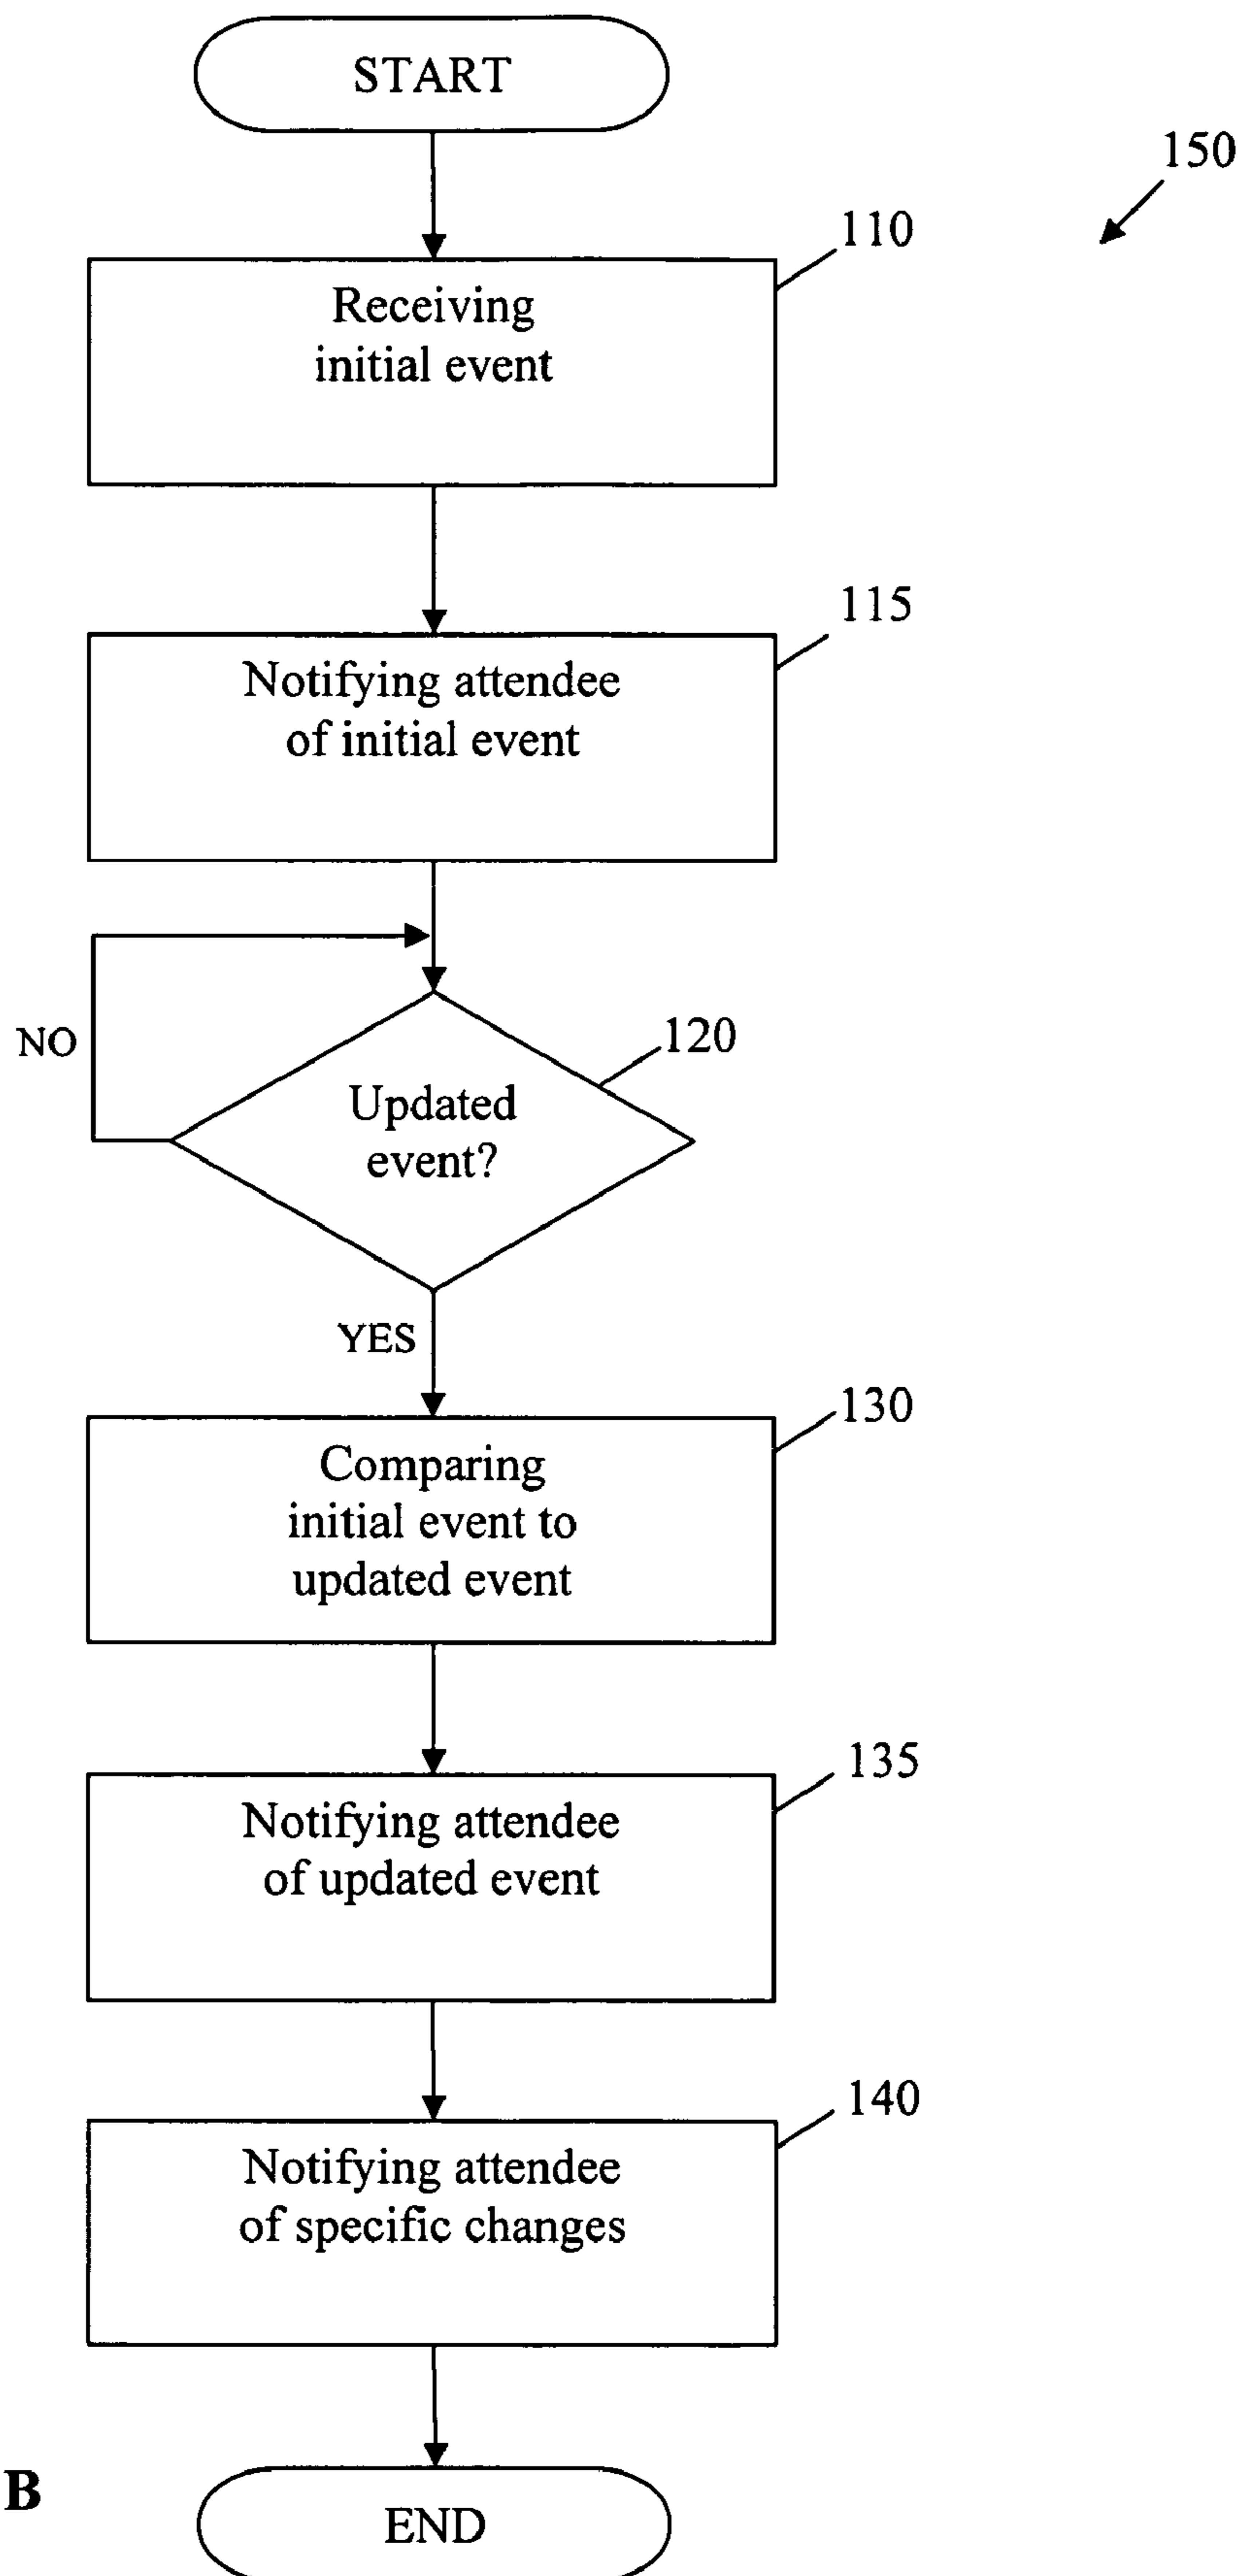 START
150
110
Receiving
initial event
115
Notifying attendee
of initial event
NO
120
Updated
event?
YES
130
Comparing
initial event to
updated event
135
Notifying attendee
of updated event
140
Notifying attendee
of specific changes
B
END